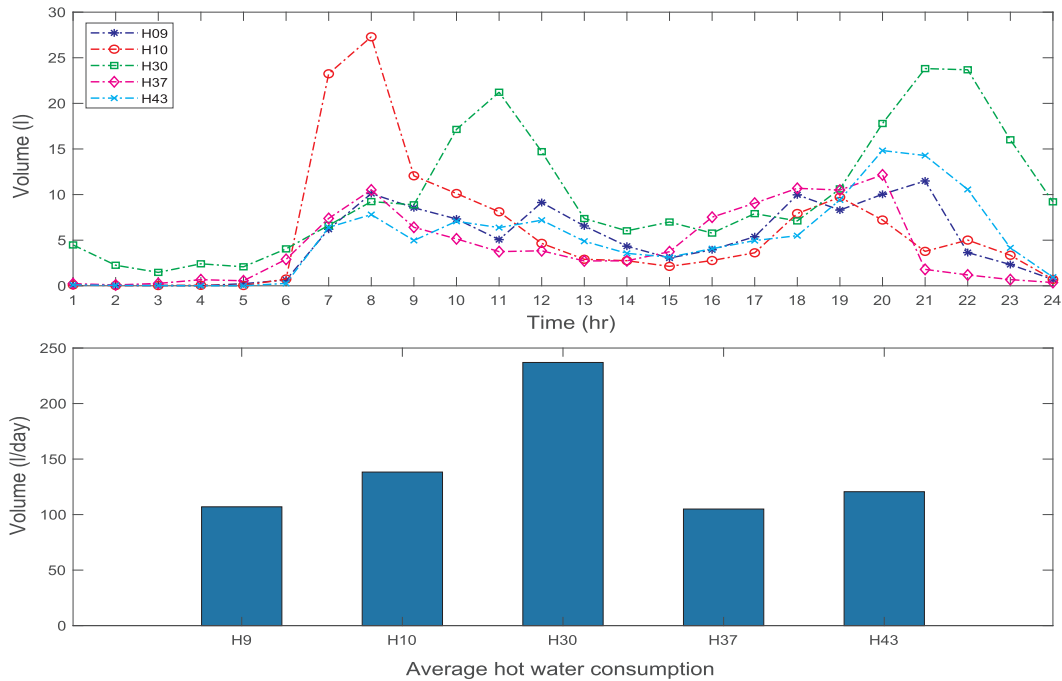 30
25
20
15
10
5
0
Volume (l)
H09
H10
H30
H37
H43
1 2 3 4 5 6 7 8 9 10 11 12 13 14 15 16 17 18 19 20 21 22 23 24
Time (hr)
250
200
150
100
50
0
Volume (l/day)
H9 H10 H30 H37 H43
Average hot water consumption